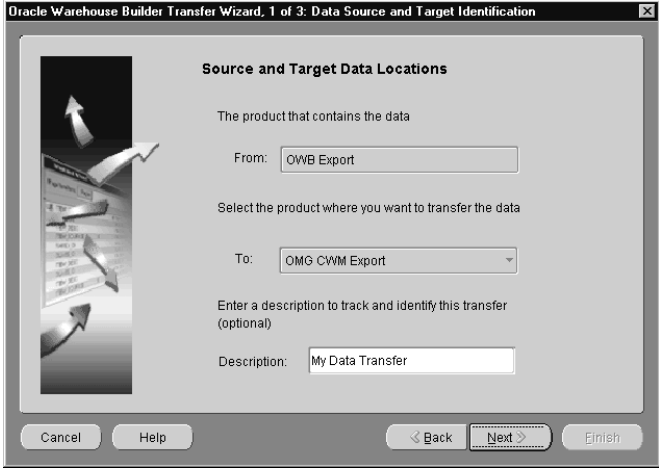 Oracle Warehouse Builder Transfer Wizard, 1 of 3: Data Source and Target Identification
Source and Target Data Locations
The product that contains the data
From: OWB Export
Select the product where you want to transfer the data
To: OMG CWM Export
Enter a description to track and identify this transfer
(optional)
Description: My Data Transfer
Cancel Help Back Next Finish